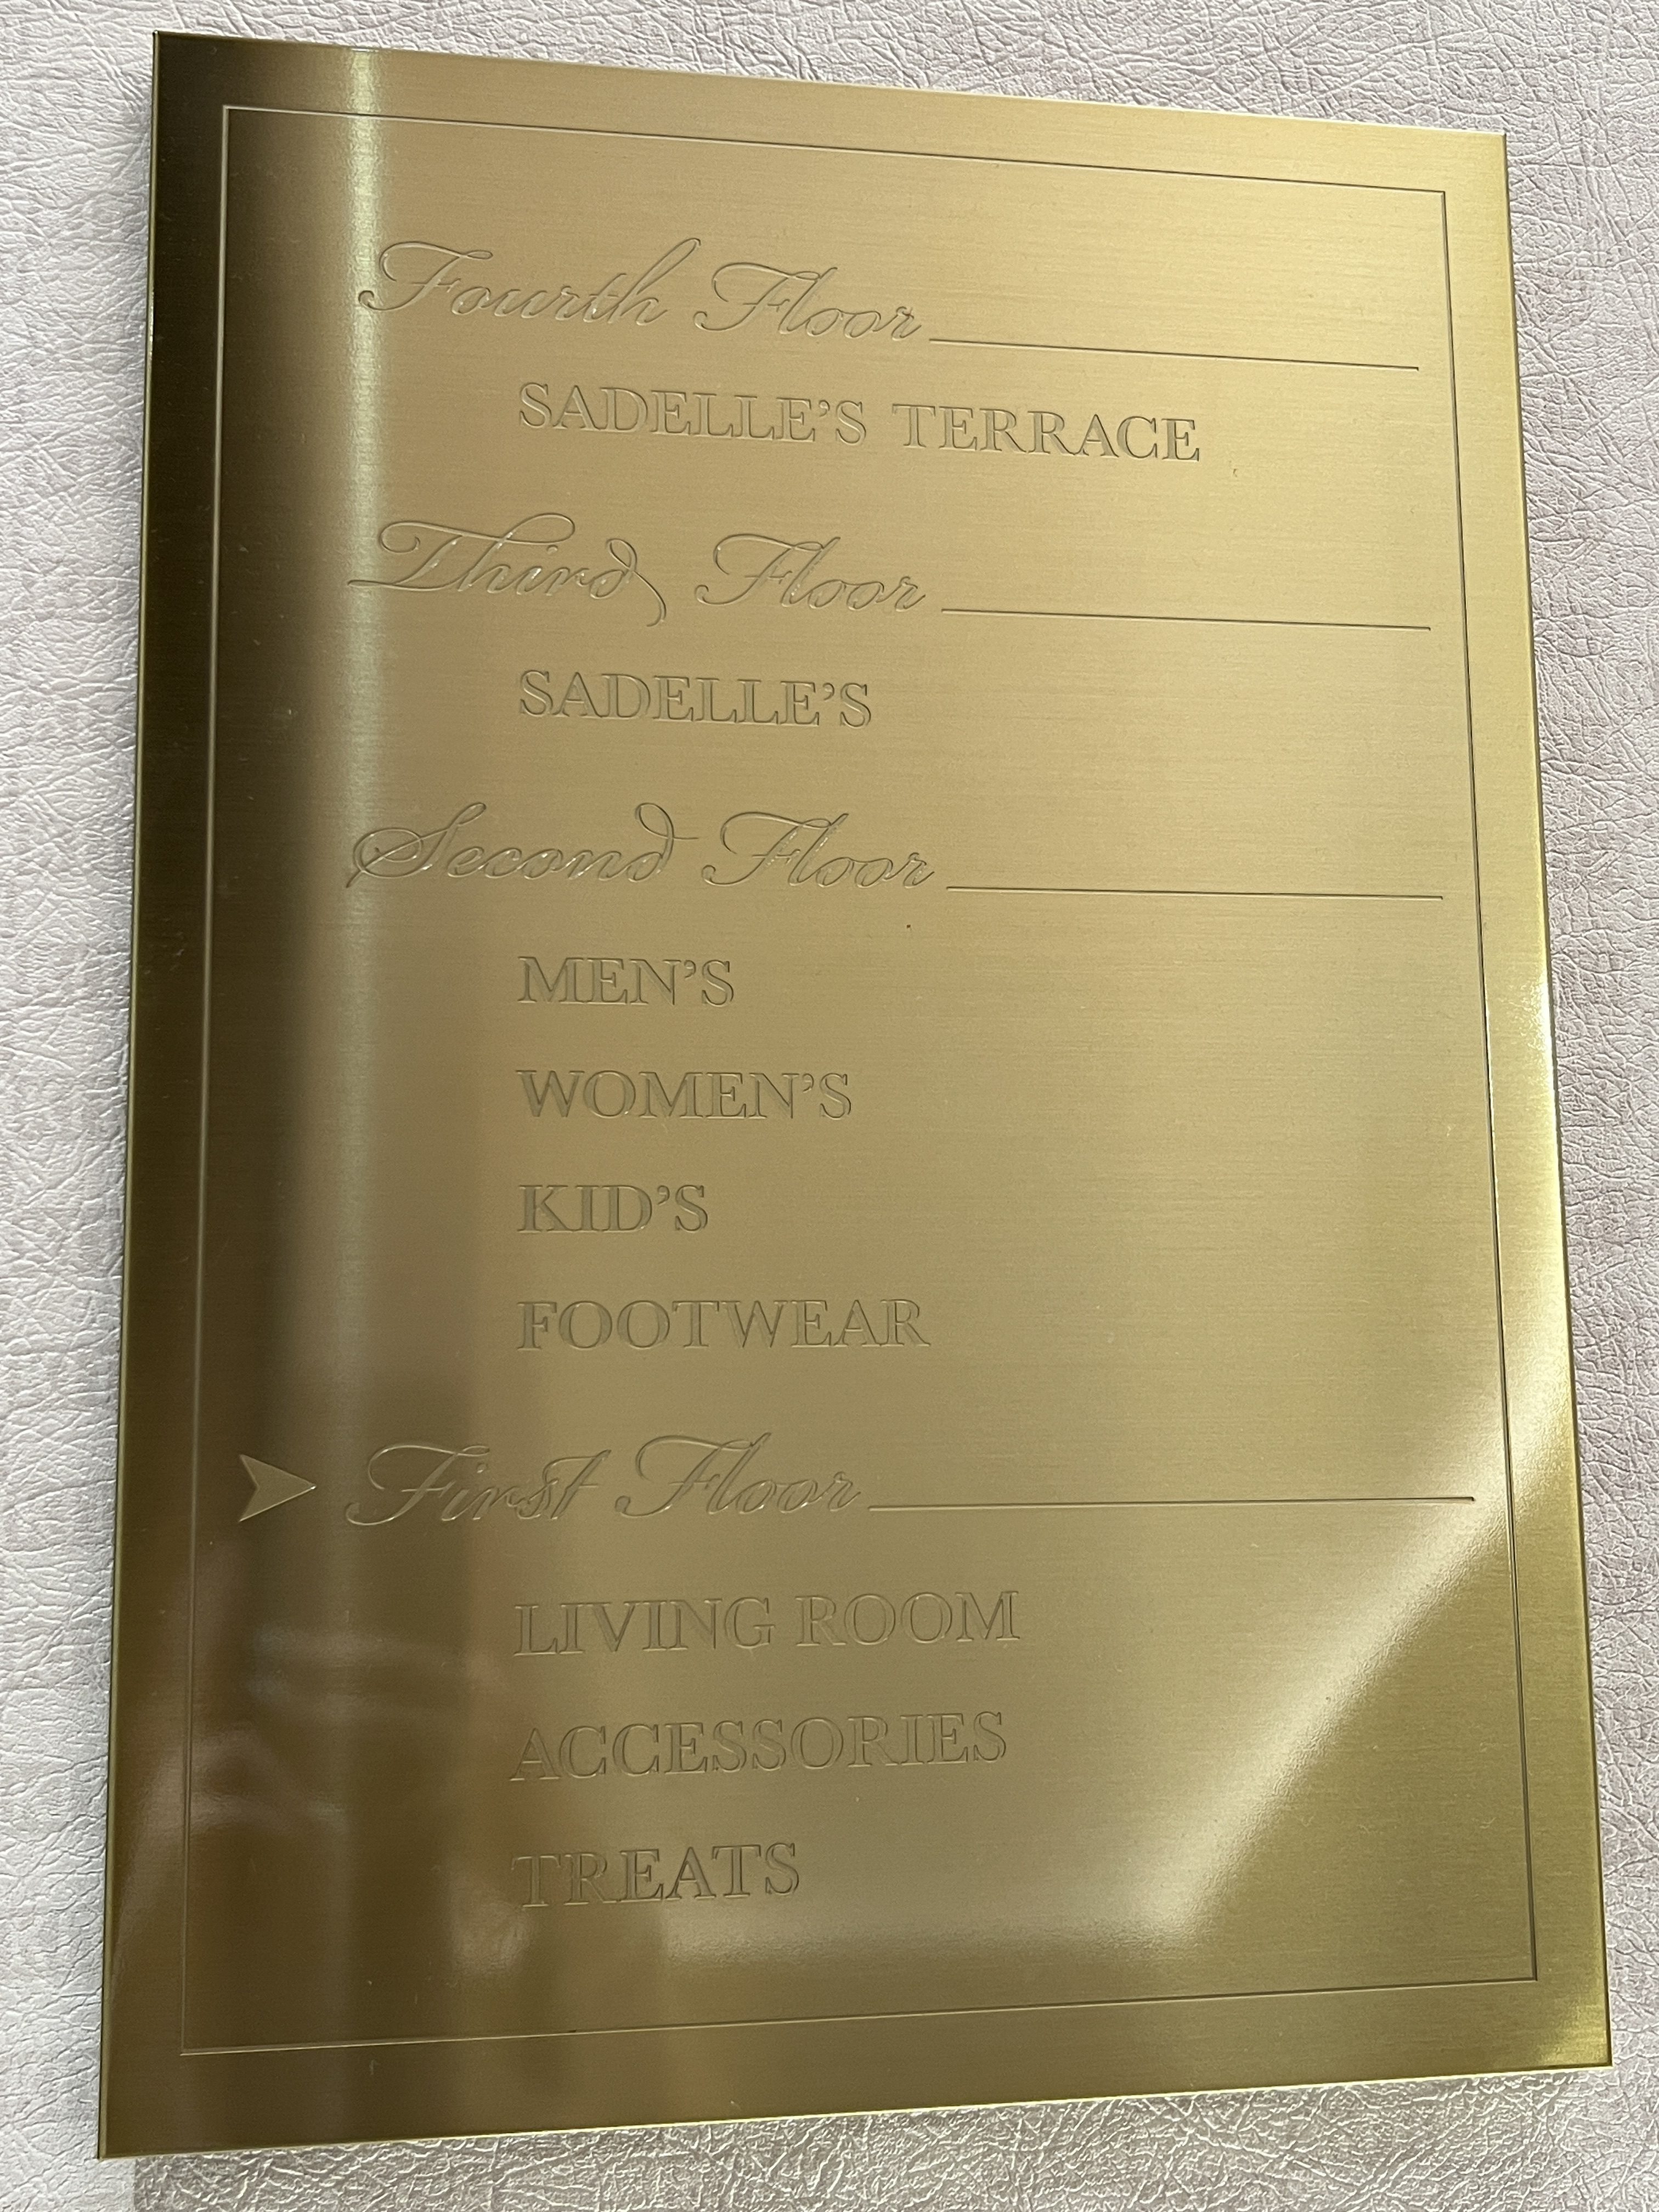 Fourth Floor
SADELLE’S TERRACE
Third Floor
SADELLE’S
Second Floor
MEN’S
WOMEN’S
KID’S
FOOTWEAR
First Floor
LIVING ROOM
ACCESSORIES
TREATS